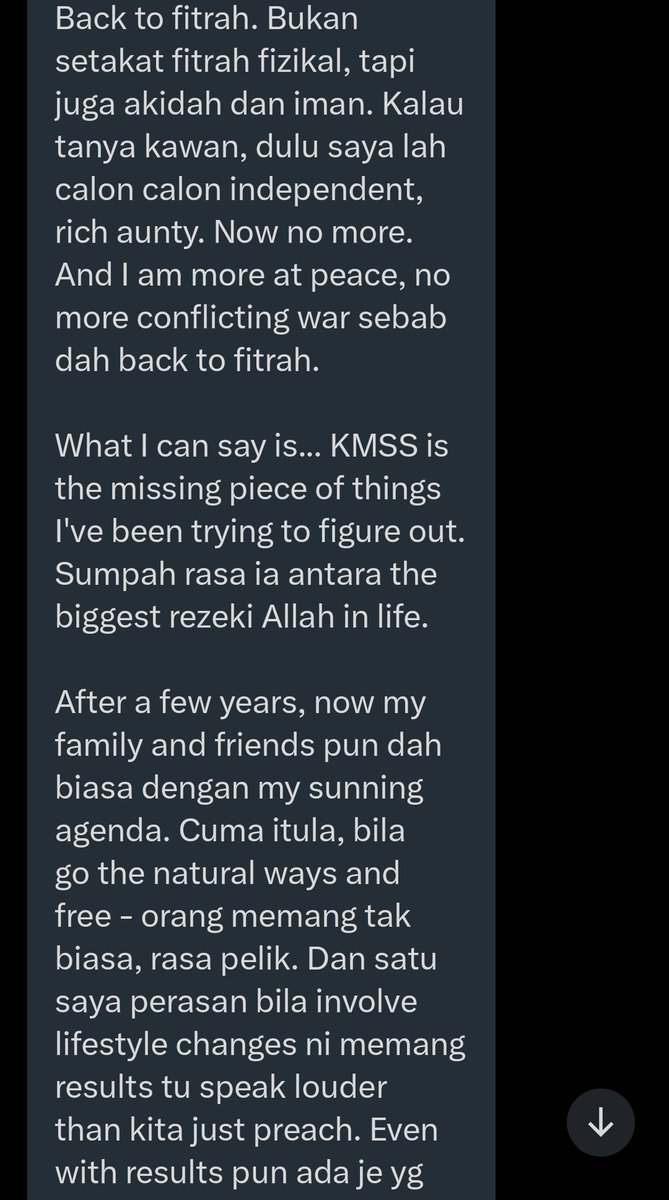 Back to fitrah. Bukan
setakat fitrah fizikal, tapi
juga akidah dan iman. Kalau
tanya kawan, dulu saya lah
calon calon independent,
rich aunty. Now no more.
And I am more at peace, no
more conflicting war sebab
dah back to fitrah.
What I can say is... KMSS is
the missing piece of things
I've been trying to figure out.
Sumpah rasa ia antara the
biggest rezeki Allah in life.
After a few years, now my
family and friends pun dah
biasa dengan my sunning
agenda. Cuma itula, bila
go the natural ways and
free - orang memang tak
biasa, rasa pelik. Dan satu
saya perasan bila involve
lifestyle changes ni memang
results tu speak louder
than kita just preach. Even
with results pun ada je yg